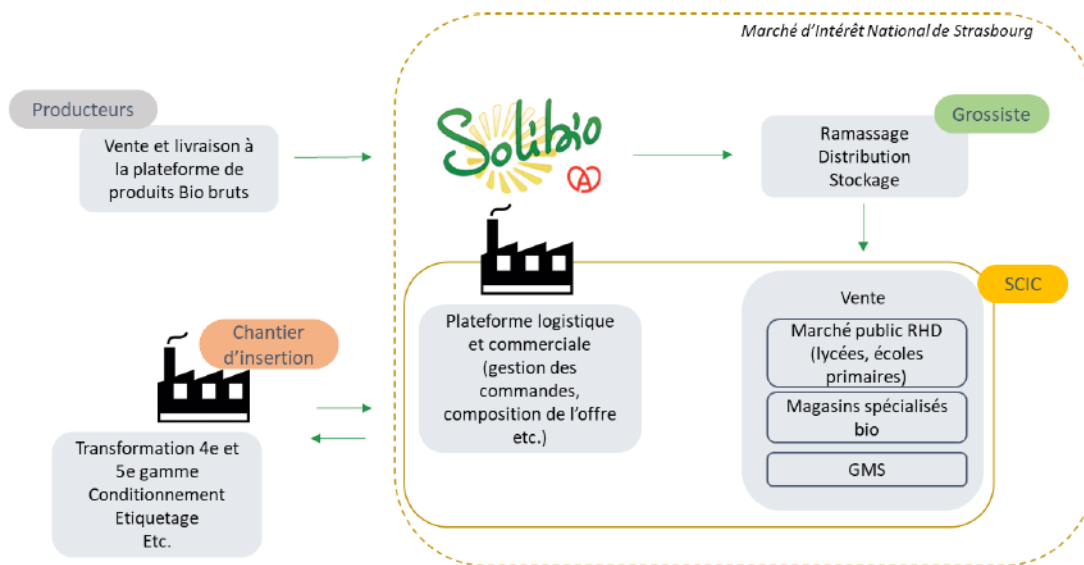 Marché d'Intérêt National de Strasbourg
Producteurs
Vente et livraison à
la plateforme de
produits Bio bruts
Solibio
A
Grossiste
Ramassage
Distribution
Stockage
SCIC
Plateforme logistique
et commerciale
(gestion des
commandes,
composition de l'offre
etc.)
Vente
Marché public RHD
(lycées, écoles
primaires)
Magasins spécialisés
bio
GMS
Chantier
d'insertion
Transformation 4e et
5e gamme
Conditionnement
Etiquetage
Etc.